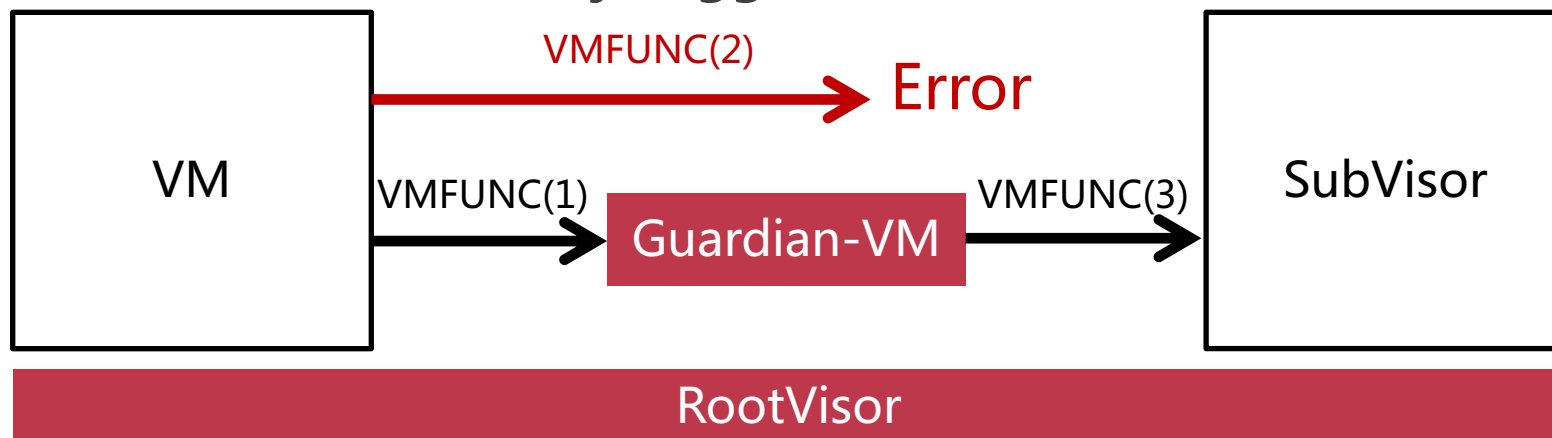 VMFUNC(2)
Error
VM
VMFUNC(1)
Guardian-VM
VMFUNC(3)
SubVisor
RootVisor